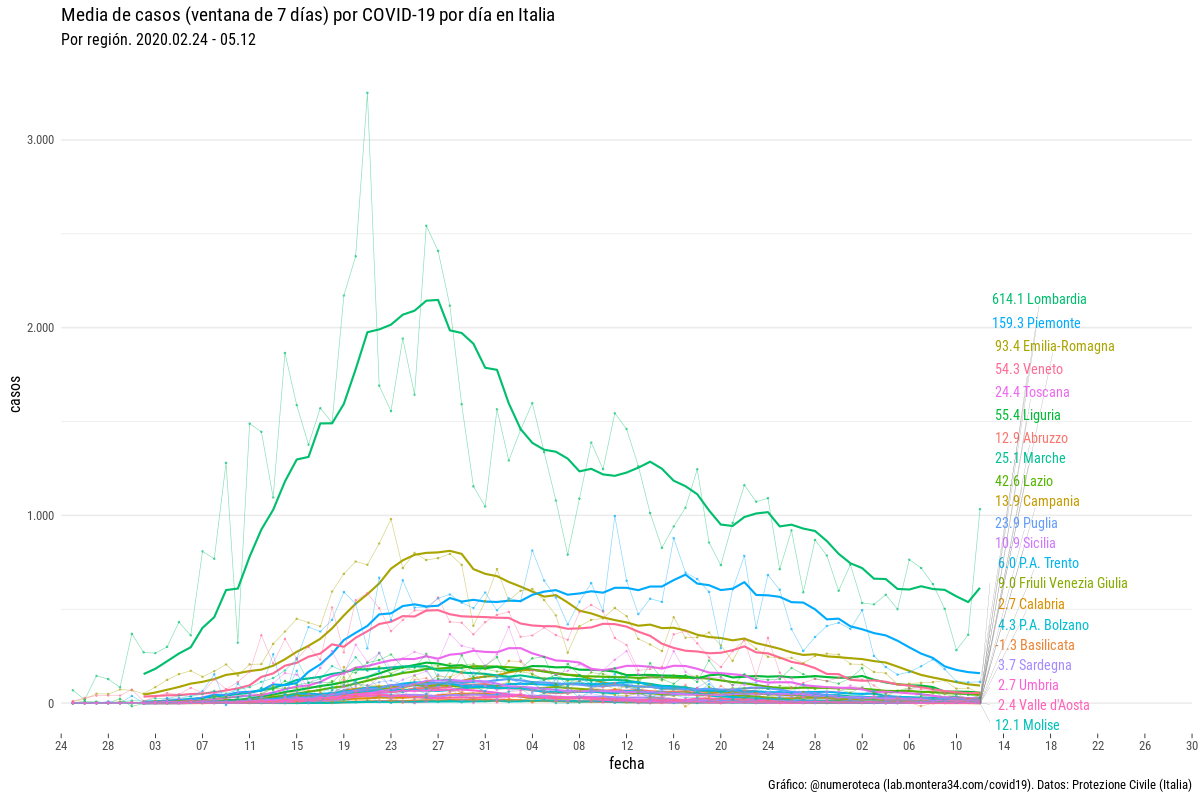 Media de casos (ventana de 7 días) por COVID-19 por día en Italia
Por región. 2020.02.24 - 05.12
casos
3.000
2.000
1.000
0
614.1 Lombardia
159.3 Piemonte
93.4 Emilia-Romagna
54.3 Veneto
24.4 Toscana
55.4 Liguria
12.9 Abruzzo
25.1 Marche
42.6 Lazio
13.9 Campania
23.9 Puglia
10.9 Sicilia
6.0 P.A. Trento
9.0 Friuli Venezia Giulia
2.7 Calabria
4.3 P.A. Bolzano
-1.3 Basilicata
3.7 Sardegna
2.7 Umbria
2.4 Valle d'Aosta
12.1 Molise
24 28 03 07 11 15 19 23 27 31 04 08 12 16 20 24 28 02 06 10 14 18 22 26 30
fecha
Gráfico: @numeroteca (lab.montera34.com/covid19). Datos: Protezione Civile (Italia)